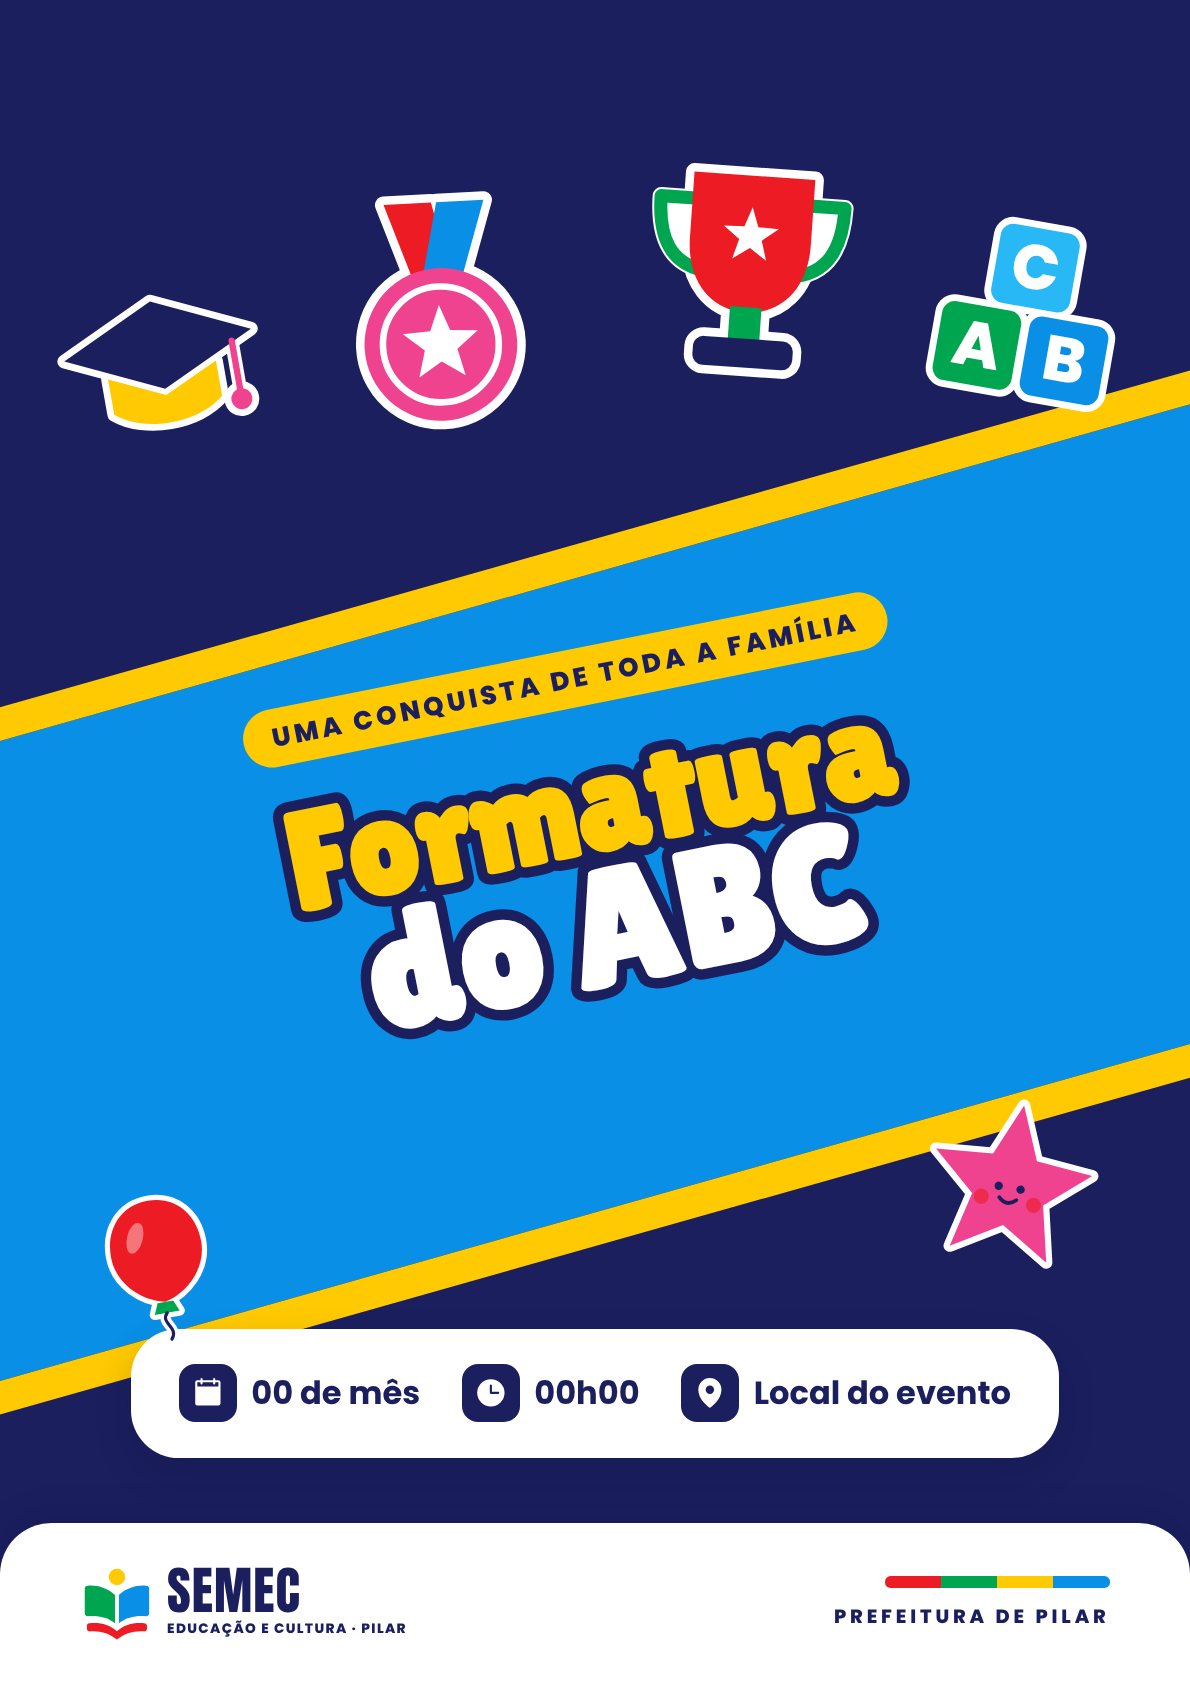 C
A B
UMA CONQUISTA DE TODA A FAMÍLIA
Formatura
do ABC
00 de mês 00h00 Local do evento
SEMEC
EDUCAÇÃO E CULTURA · PILAR
PREFEITURA DE PILAR